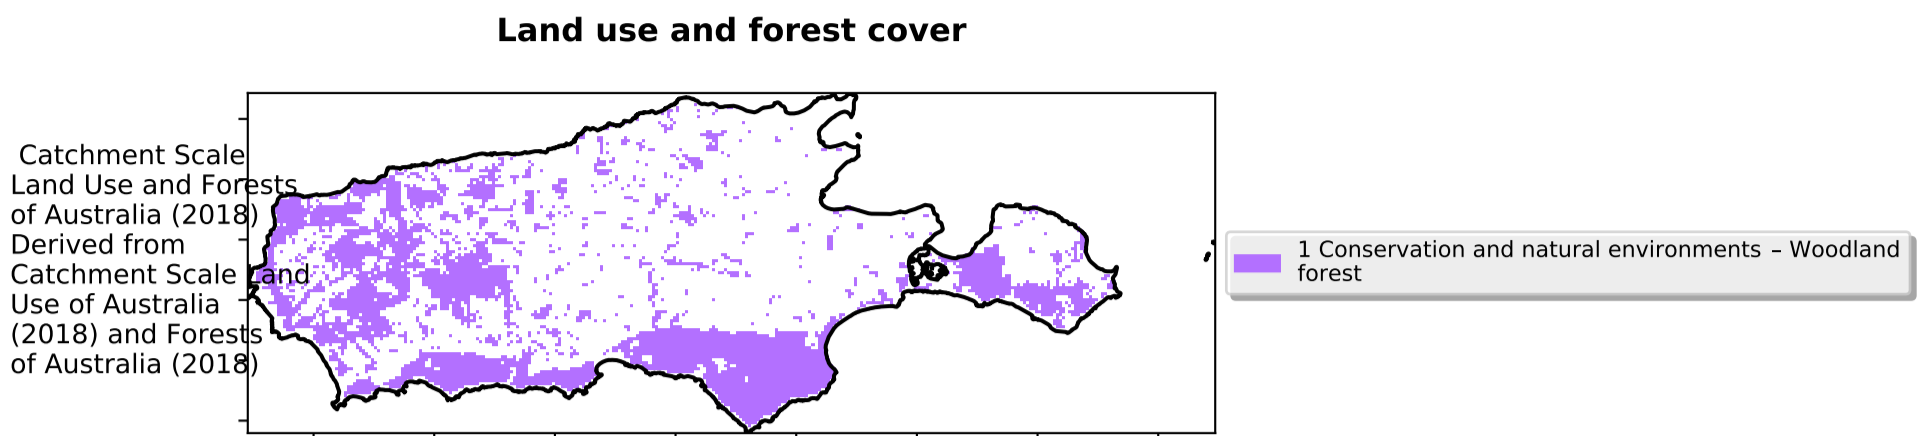 Land use and forest cover
Catchment Scale
Land Use and Forests
of Australia (2018)
Derived from
Catchment Scale Land
Use of Australia
(2018) and Forests
of Australia (2018)
1 Conservation and natural environments – Woodland
forest